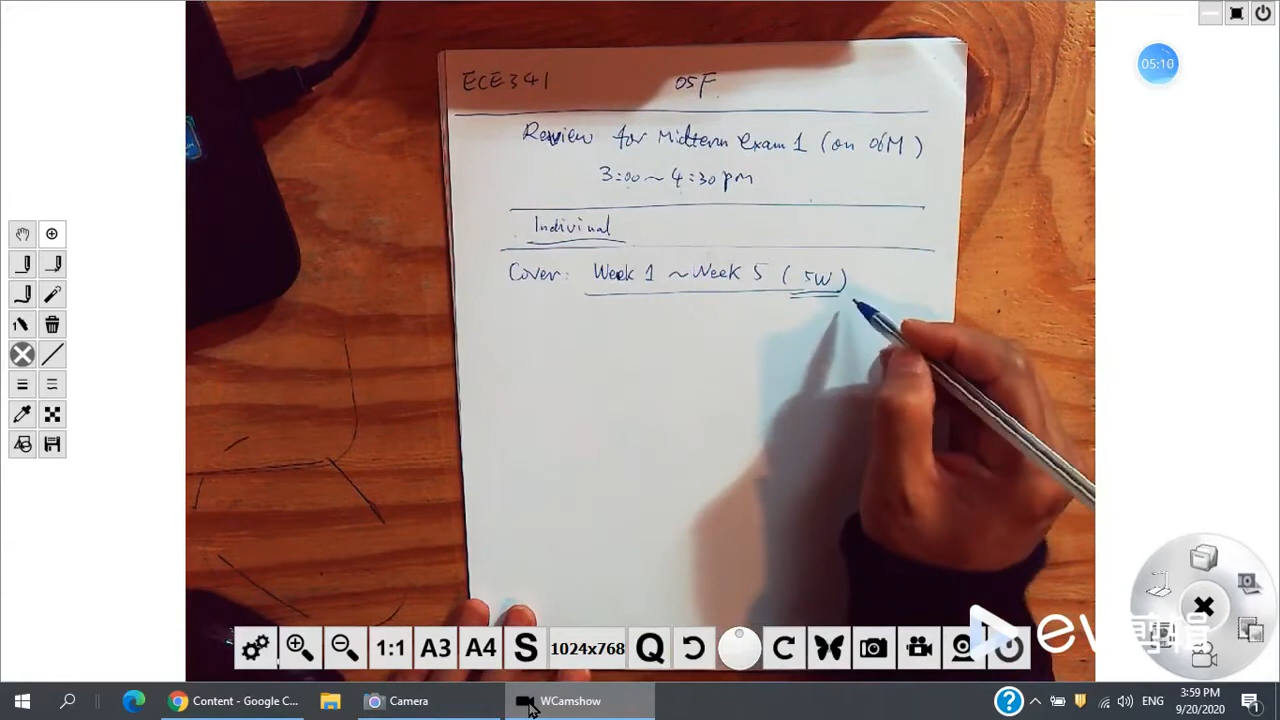 05:10
ECE341 05F
Review for Midterm exam 1 (on 06M)
3:00 ~ 4:30 pm
Indiviual
Cover: Week 1 ~ Week 5 (5W)
1:1 A3 A4 S 1024x768 Q
Content - Google C... Camera WCamshow ENG
3:59 PM
9/20/2020